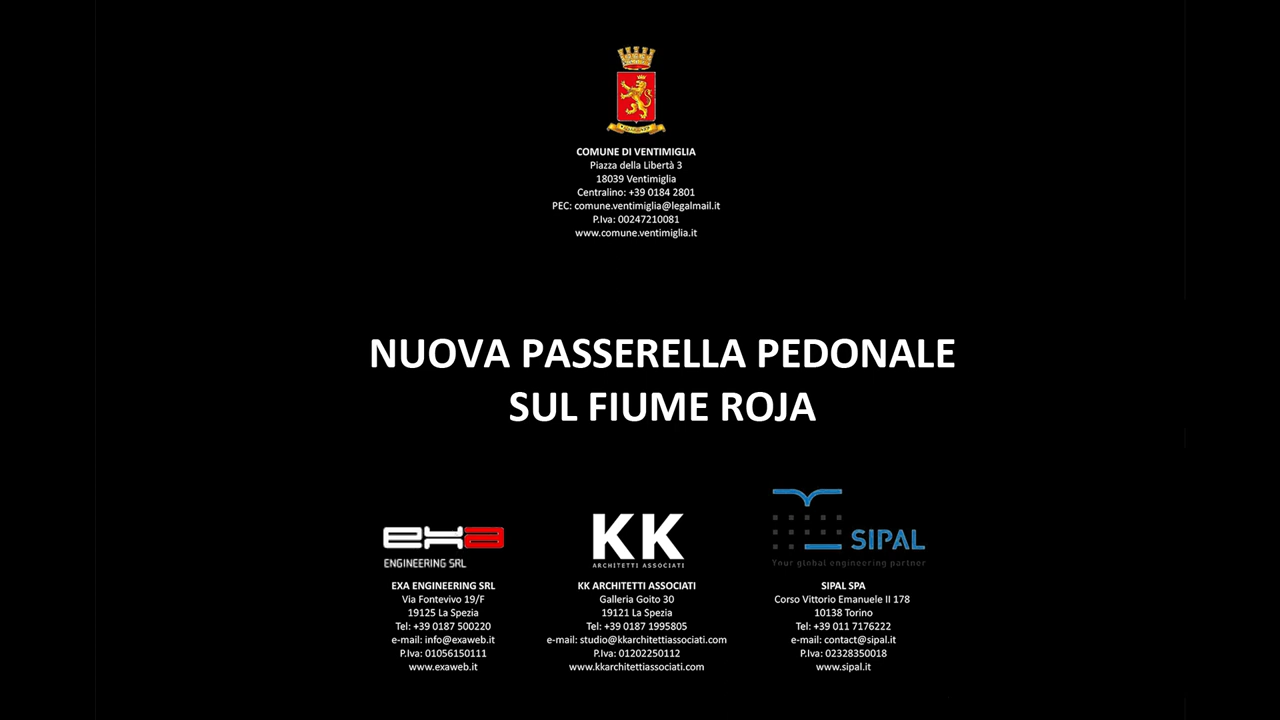 COMUNE DI VENTIMIGLIA
Piazza della Libertà 3
18039 Ventimiglia
Centralino: +39 0184 2801
PEC: comune.ventimiglia@legalmail.it
P.Iva: 00247210081
www.comune.ventimiglia.it
NUOVA PASSERELLA PEDONALE
SUL FIUME ROJA
exa
ENGINEERING SRL
EXA ENGINEERING SRL
Via Fontevivo 19/F
19125 La Spezia
Tel: +39 0187 500220
e-mail: info@exaweb.it
P.Iva: 01056150111
www.exaweb.it
KK
ARCHITETTI ASSOCIATI
KK ARCHITETTI ASSOCIATI
Galleria Goito 30
19121 La Spezia
Tel: +39 0187 1995805
e-mail: studio@kkarchitettiassociati.com
P.Iva: 01202250112
www.kkarchitettiassociati.com
SIPAL
Your global engineering partner
SIPAL SPA
Corso Vittorio Emanuele II 178
10138 Torino
Tel: +39 011 7176222
e-mail: contact@sipal.it
P.Iva: 02328350018
www.sipal.it